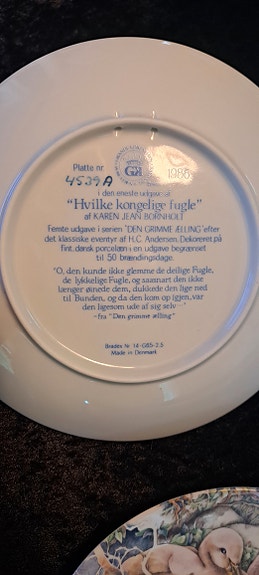 Platte nr
4539A
1988
i den eneste udgave af
"Hvilke kongelige fugle"
af KAREN JEAN BORNHOLT
Femte udgave i serien "DEN GRIMME ÆLLING" efter
det klassiske eventyr af H.C. Andersen. Dekoreret på
fint, dansk porcelæn i en udgave begrænset
til 50 brændingsdage.
"O, den kunde ikke glemme de deilige Fugle,
de lykkelige Fugle, og saasnart den ikke
længer øinede dem, dukkede den lige ned
til Bunden, og da den kom op igjen, var
den ligesom ude af sig selv—"
-fra "Den grimme ælling"
Bradex Nr 14-G85-2.5
Made in Denmark